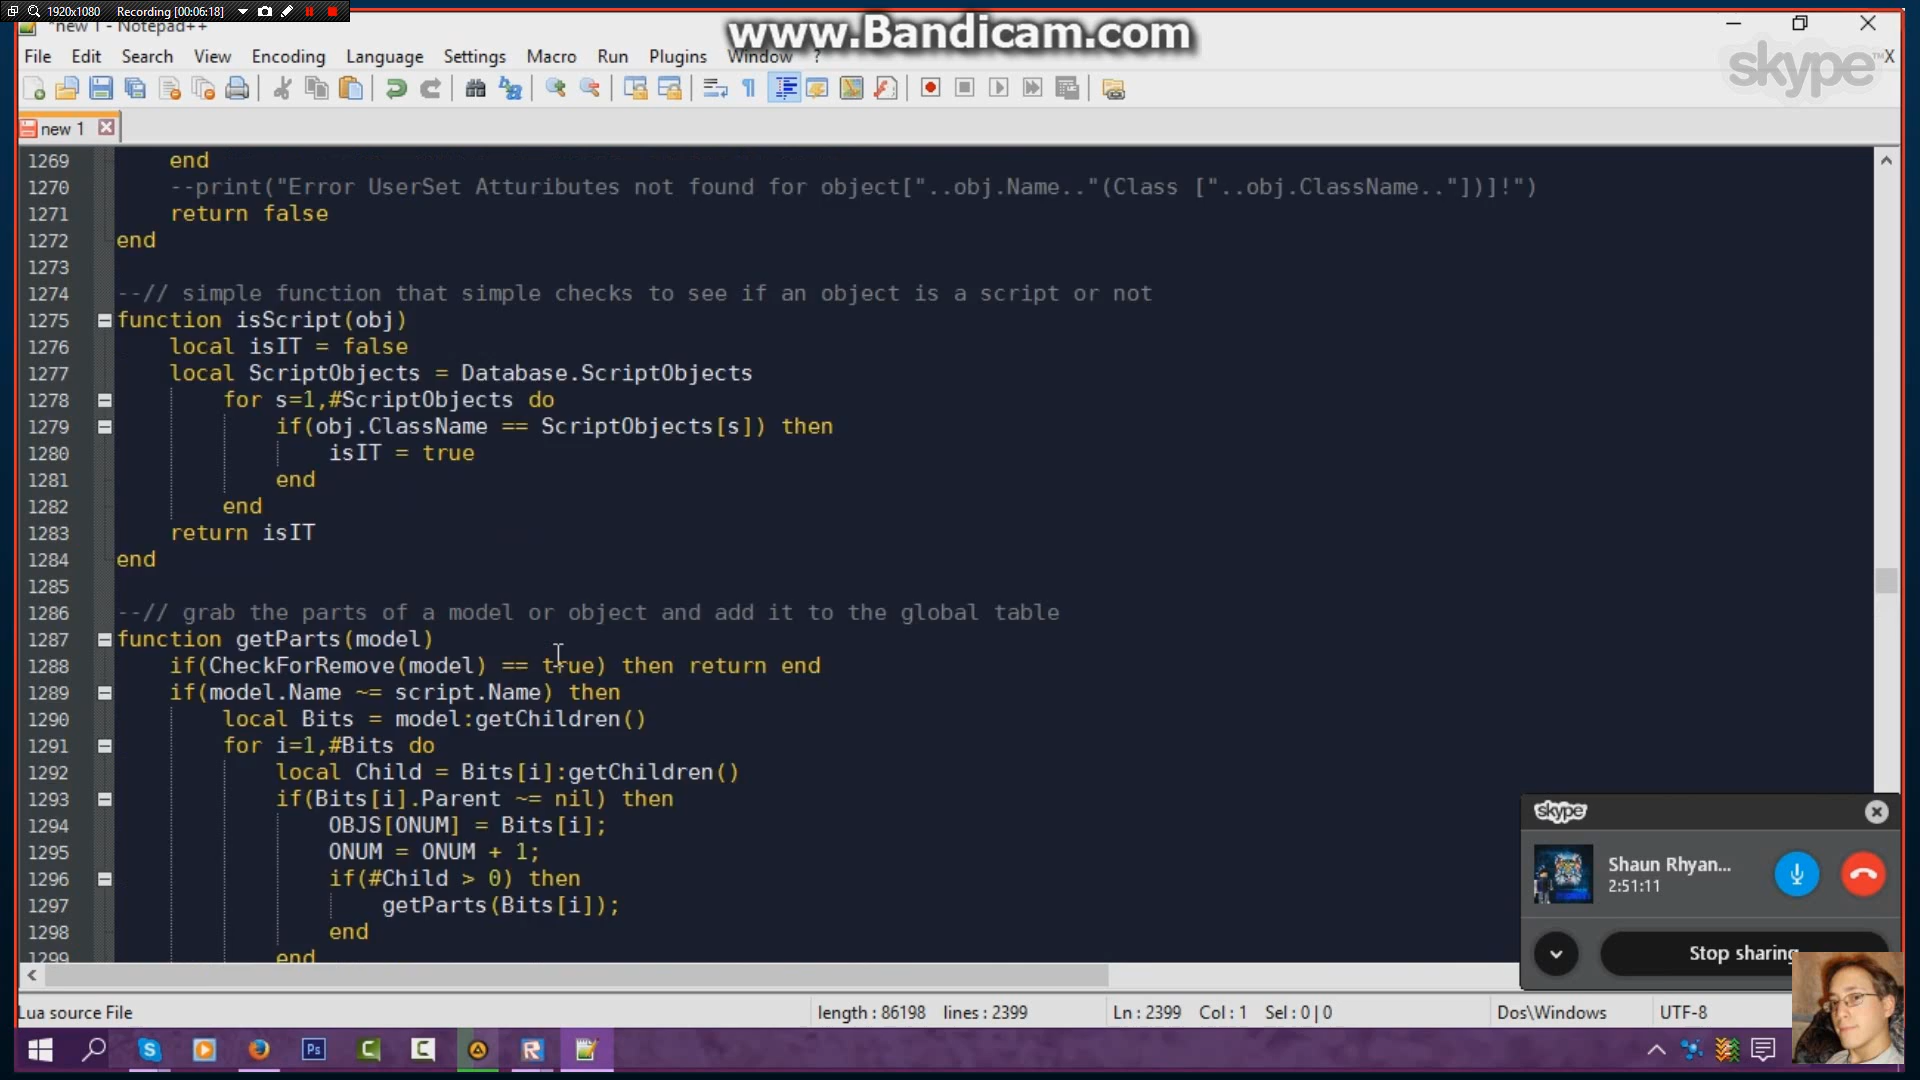 1920x1080 Recording [00:06:18]
www.Bandicam.com
*new 1 - Notepad++
File Edit Search View Encoding Language Settings Macro Run Plugins Window ? X
skype™
new 1
1269 end
1270 --print("Error UserSet Attuributes not found for object["..obj.Name.."(Class ["..obj.ClassName.."])]!")
1271 return false
1272 end
1273
1274 --// simple function that simple checks to see if an object is a script or not
1275 function isScript(obj)
1276 local isIT = false
1277 local ScriptObjects = Database.ScriptObjects
1278 for s=1,#ScriptObjects do
1279 if(obj.ClassName == ScriptObjects[s]) then
1280 isIT = true
1281 end
1282 end
1283 return isIT
1284 end
1285
1286 --// grab the parts of a model or object and add it to the global table
1287 function getParts(model)
1288 if(CheckForRemove(model) == true) then return end
1289 if(model.Name ~= script.Name) then
1290 local Bits = model:getChildren()
1291 for i=1,#Bits do
1292 local Child = Bits[i]:getChildren()
1293 if(Bits[i].Parent ~= nil) then
1294 OBJS[ONUM] = Bits[i];
1295 ONUM = ONUM + 1;
1296 if(#Child > 0) then
1297 getParts(Bits[i]);
1298 end
1299 end
skype
Shaun Rhyan...
2:51:11
Stop sharing
Lua source File length : 86198 lines : 2399 Ln : 2399 Col : 1 Sel : 0 | 0 Dos\Windows UTF-8